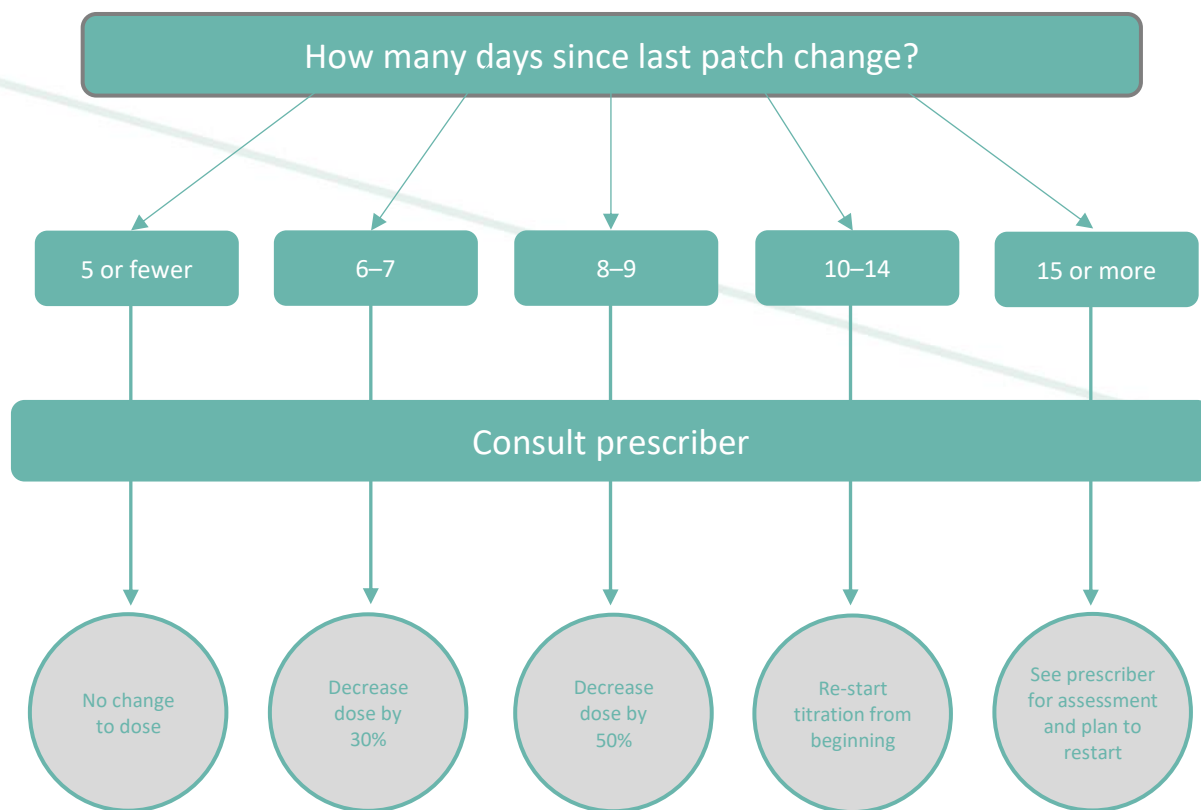 How many days since last patch change?
5 or fewer
6–7
8–9
10–14
15 or more
Consult prescriber
No change
to dose
Decrease
dose by
30%
Decrease
dose by
50%
Re-start
titration from
beginning
See prescriber
for assessment
and plan to
restart